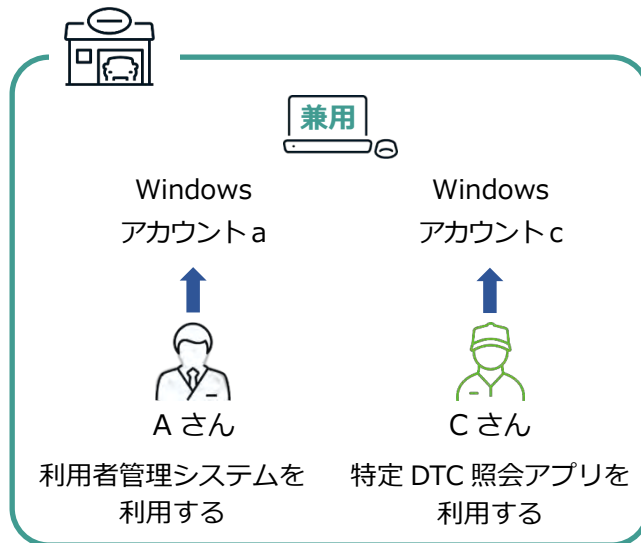 兼用
Windows
アカウント a
Windows
アカウント c
A さん
C さん
利用者管理システムを
利用する
特定 DTC 照会アプリを
利用する